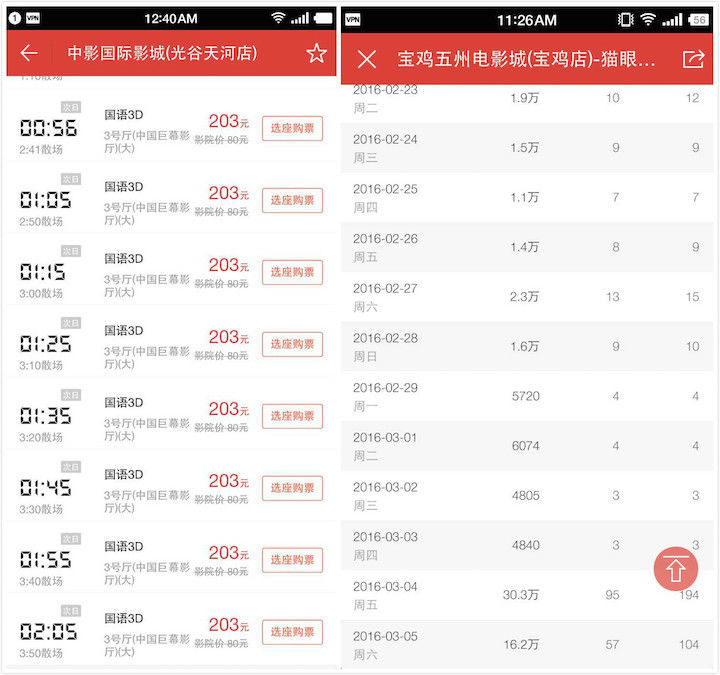 1 VPN 12:40AM
中影国际影城(光谷天河店)
次日
00:56
2:41散场
国语3D
3号厅(中国巨幕影
厅)(大)
203元
影院价 80元
选座购票
次日
01:05
2:50散场
国语3D
3号厅(中国巨幕影
厅)(大)
203元
影院价 80元
选座购票
次日
01:15
3:00散场
国语3D
3号厅(中国巨幕影
厅)(大)
203元
影院价 80元
选座购票
次日
01:25
3:10散场
国语3D
3号厅(中国巨幕影
厅)(大)
203元
影院价 80元
选座购票
次日
01:35
3:20散场
国语3D
3号厅(中国巨幕影
厅)(大)
203元
影院价 80元
选座购票
次日
01:45
3:30散场
国语3D
3号厅(中国巨幕影
厅)(大)
203元
影院价 80元
选座购票
次日
01:55
3:40散场
国语3D
3号厅(中国巨幕影
厅)(大)
203元
影院价 80元
选座购票
次日
02:05
3:50散场
国语3D
3号厅(中国巨幕影
厅)(大)
203元
影院价 80元
选座购票
VPN 11:26AM 56
宝鸡五州电影城(宝鸡店)-猫眼...
2016-02-23 1.9万 10 12
周二
2016-02-24 1.5万 9 9
周三
2016-02-25 1.1万 7 7
周四
2016-02-26 1.4万 8 9
周五
2016-02-27 2.3万 13 15
周六
2016-02-28 1.6万 9 10
周日
2016-02-29 5720 4 4
周一
2016-03-01 6074 4 4
周二
2016-03-02 4805 3 3
周三
2016-03-03 4840 3 3
周四
2016-03-04 30.3万 95 194
周五
2016-03-05 16.2万 57 104
周六